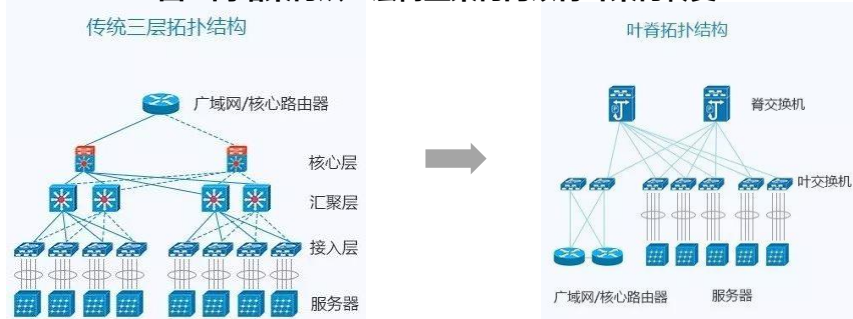 传统三层拓扑结构
广域网/核心路由器
核心层
汇聚层
接入层
服务器
叶脊拓扑结构
脊交换机
叶交换机
广域网/核心路由器
服务器